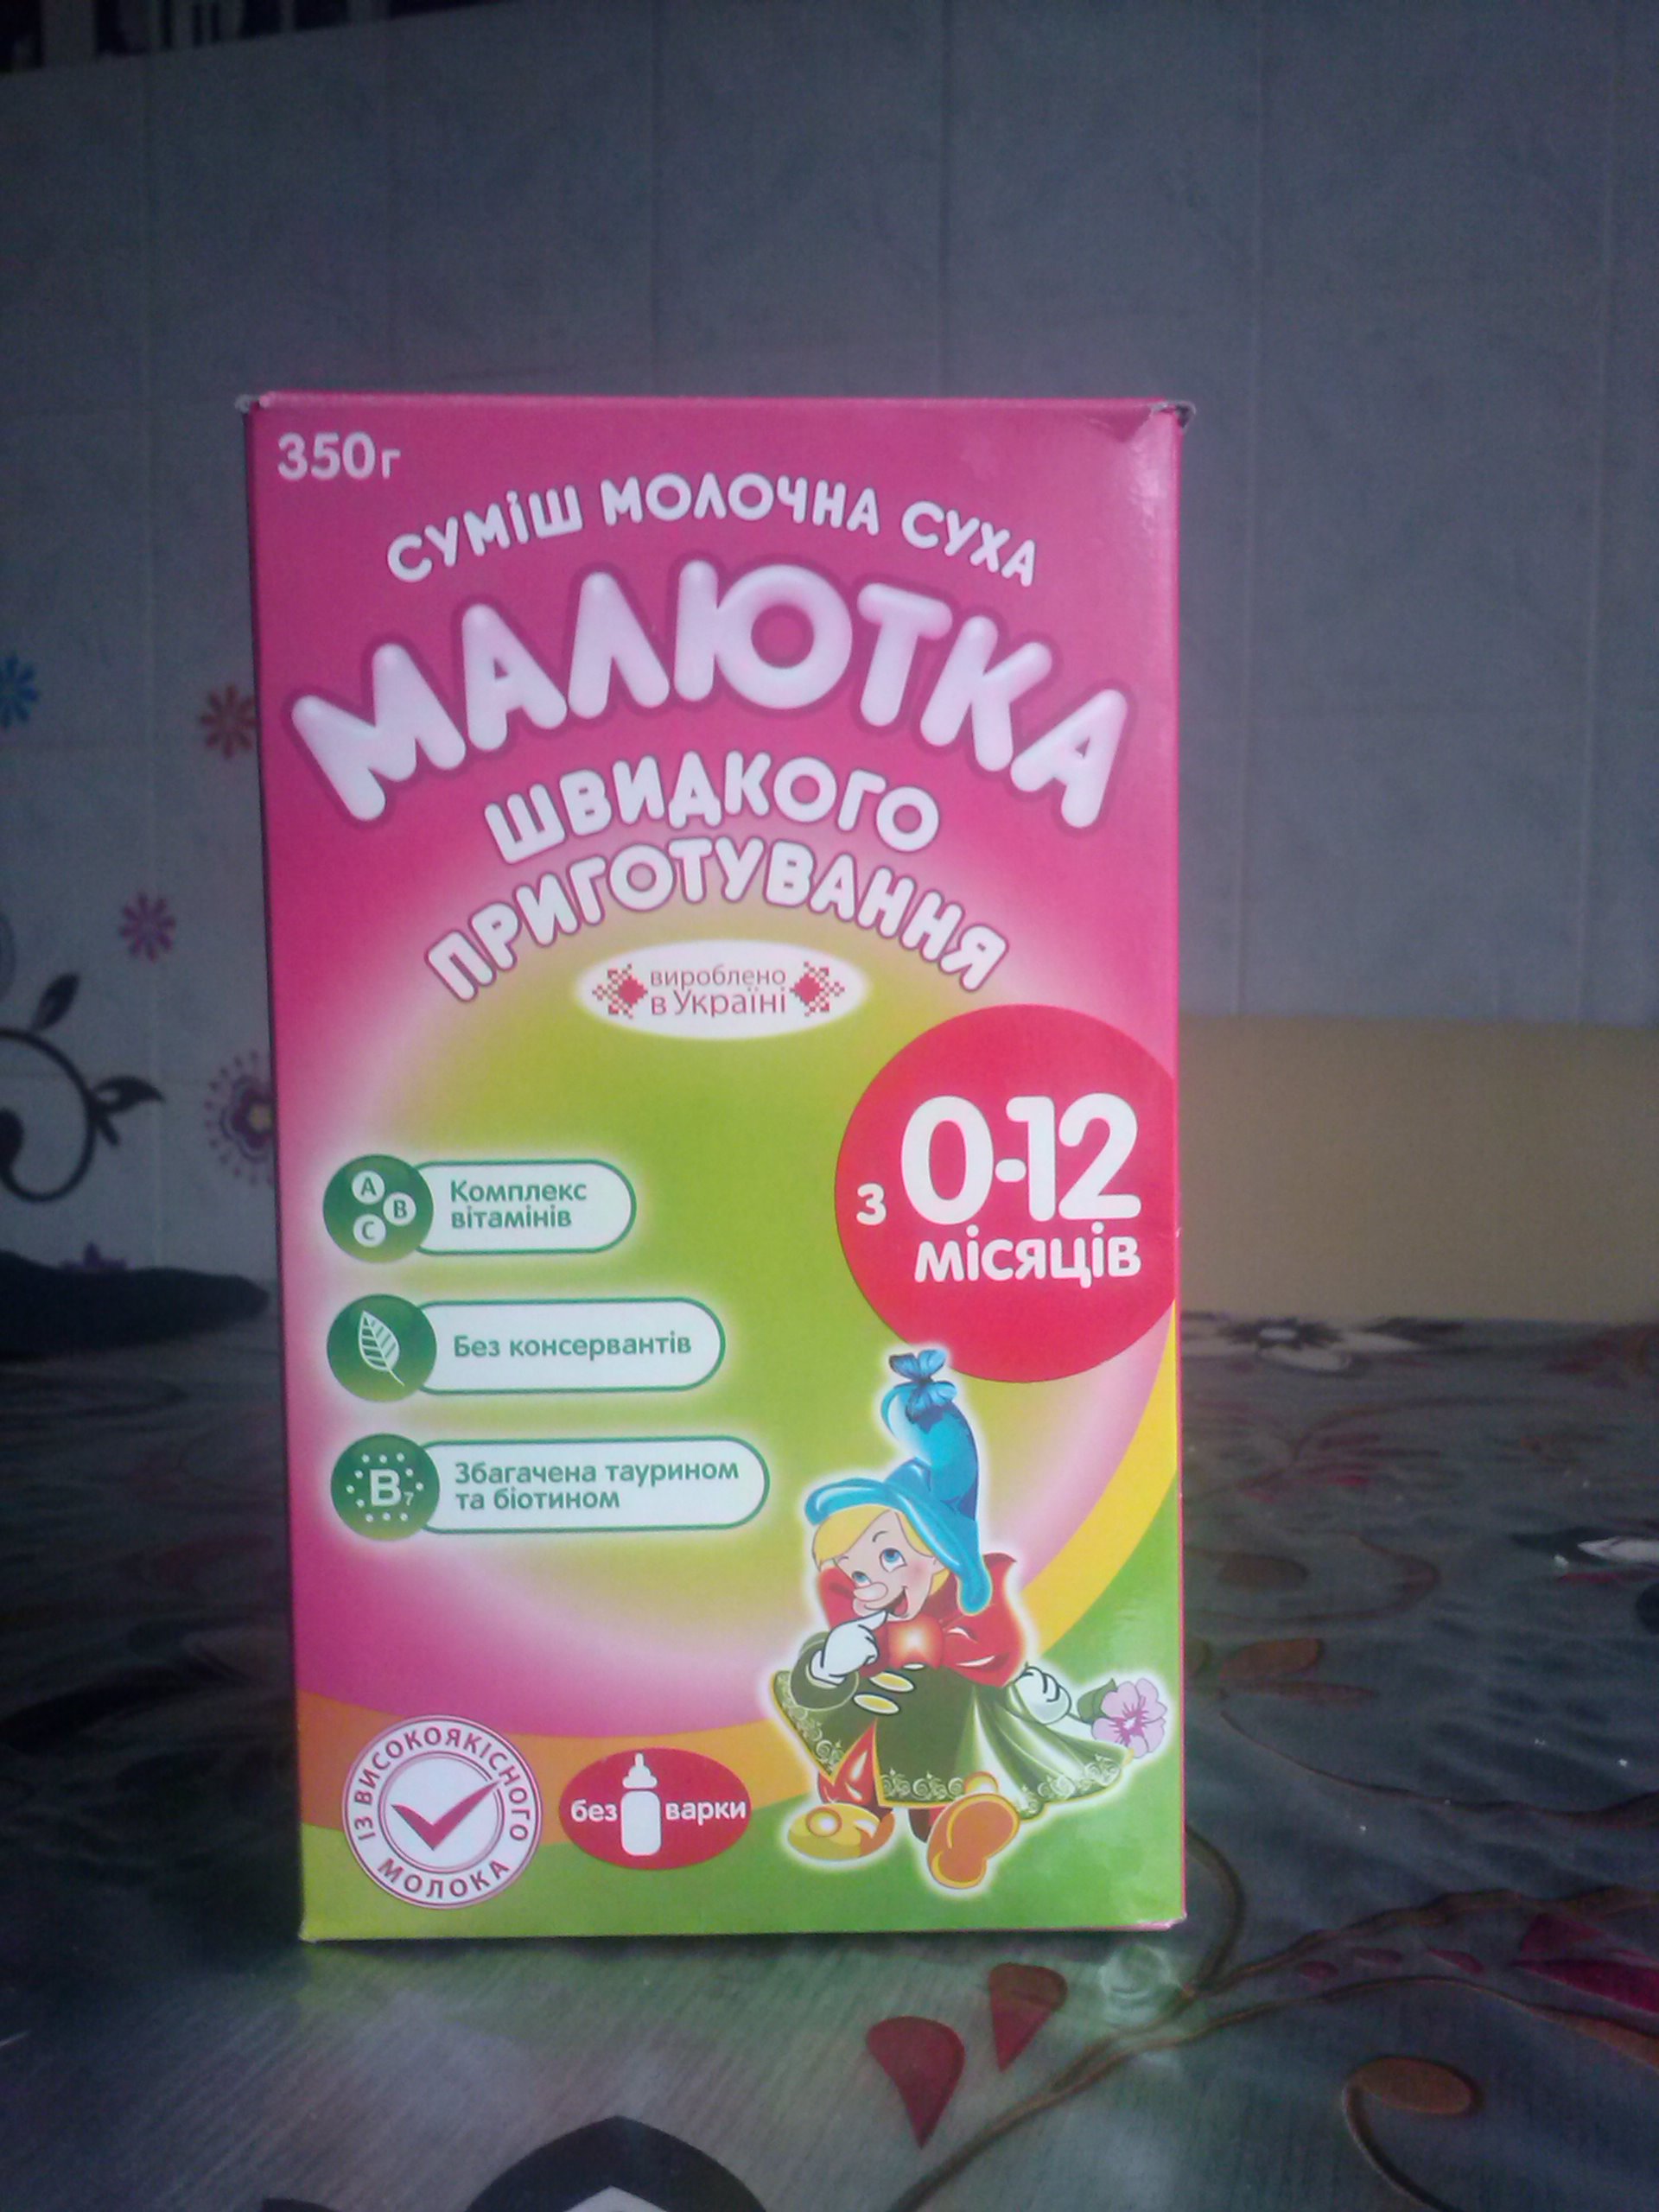 350г
СУМІШ МОЛОЧНА СУХА
МАЛЮТКА
ШВИДКОГО
ПРИГОТУВАННЯ
вироблено
в Україні
з 0-12
місяців
А
В
С
Комплекс
вітамінів
Без консервантів
В7
Збагачена таурином
та біотином
ІЗ ВИСОКОЯКІСНОГО
МОЛОКА
без варки